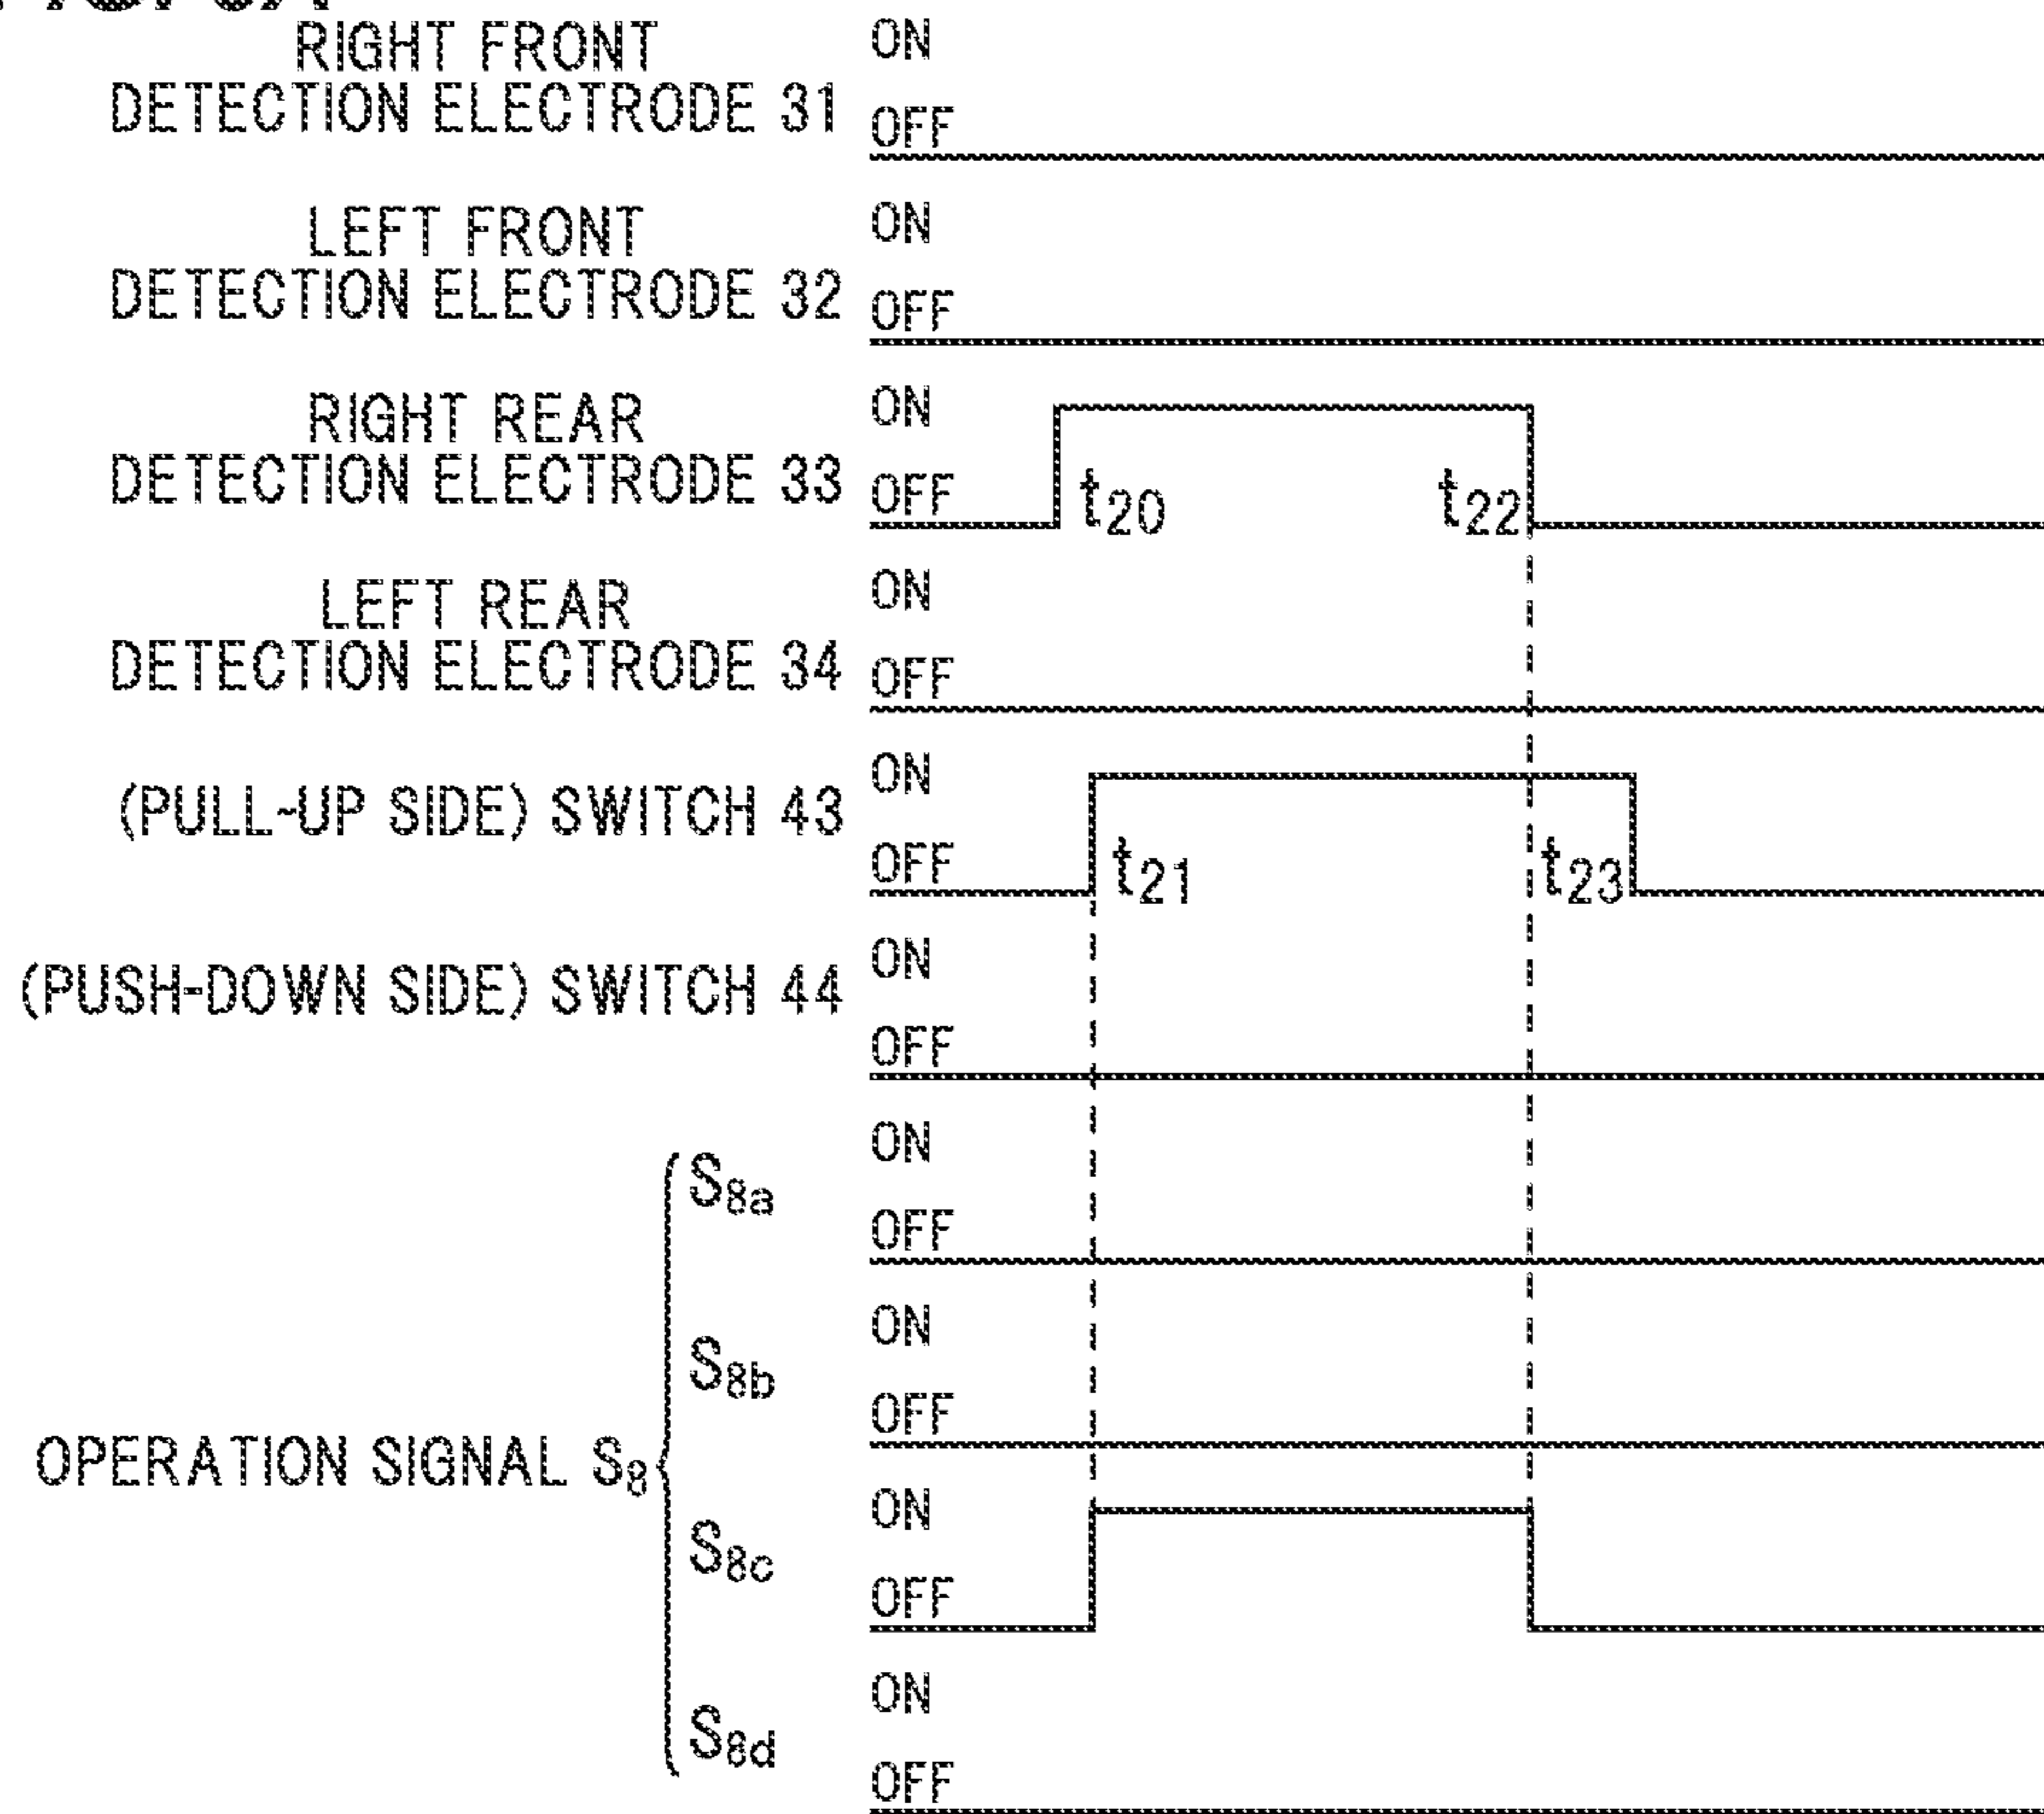 RIGHT FRONT
DETECTION ELECTRODE 31
ON
OFF
LEFT FRONT
DETECTION ELECTRODE 32
ON
OFF
RIGHT REAR
DETECTION ELECTRODE 33
ON
OFF
t20
t22
LEFT REAR
DETECTION ELECTRODE 34
ON
OFF
(PULL-UP SIDE) SWITCH 43
ON
OFF
t21
t23
(PUSH-DOWN SIDE) SWITCH 44
ON
OFF
OPERATION SIGNAL S8
S8a
ON
OFF
S8b
ON
OFF
S8c
ON
OFF
S8d
ON
OFF